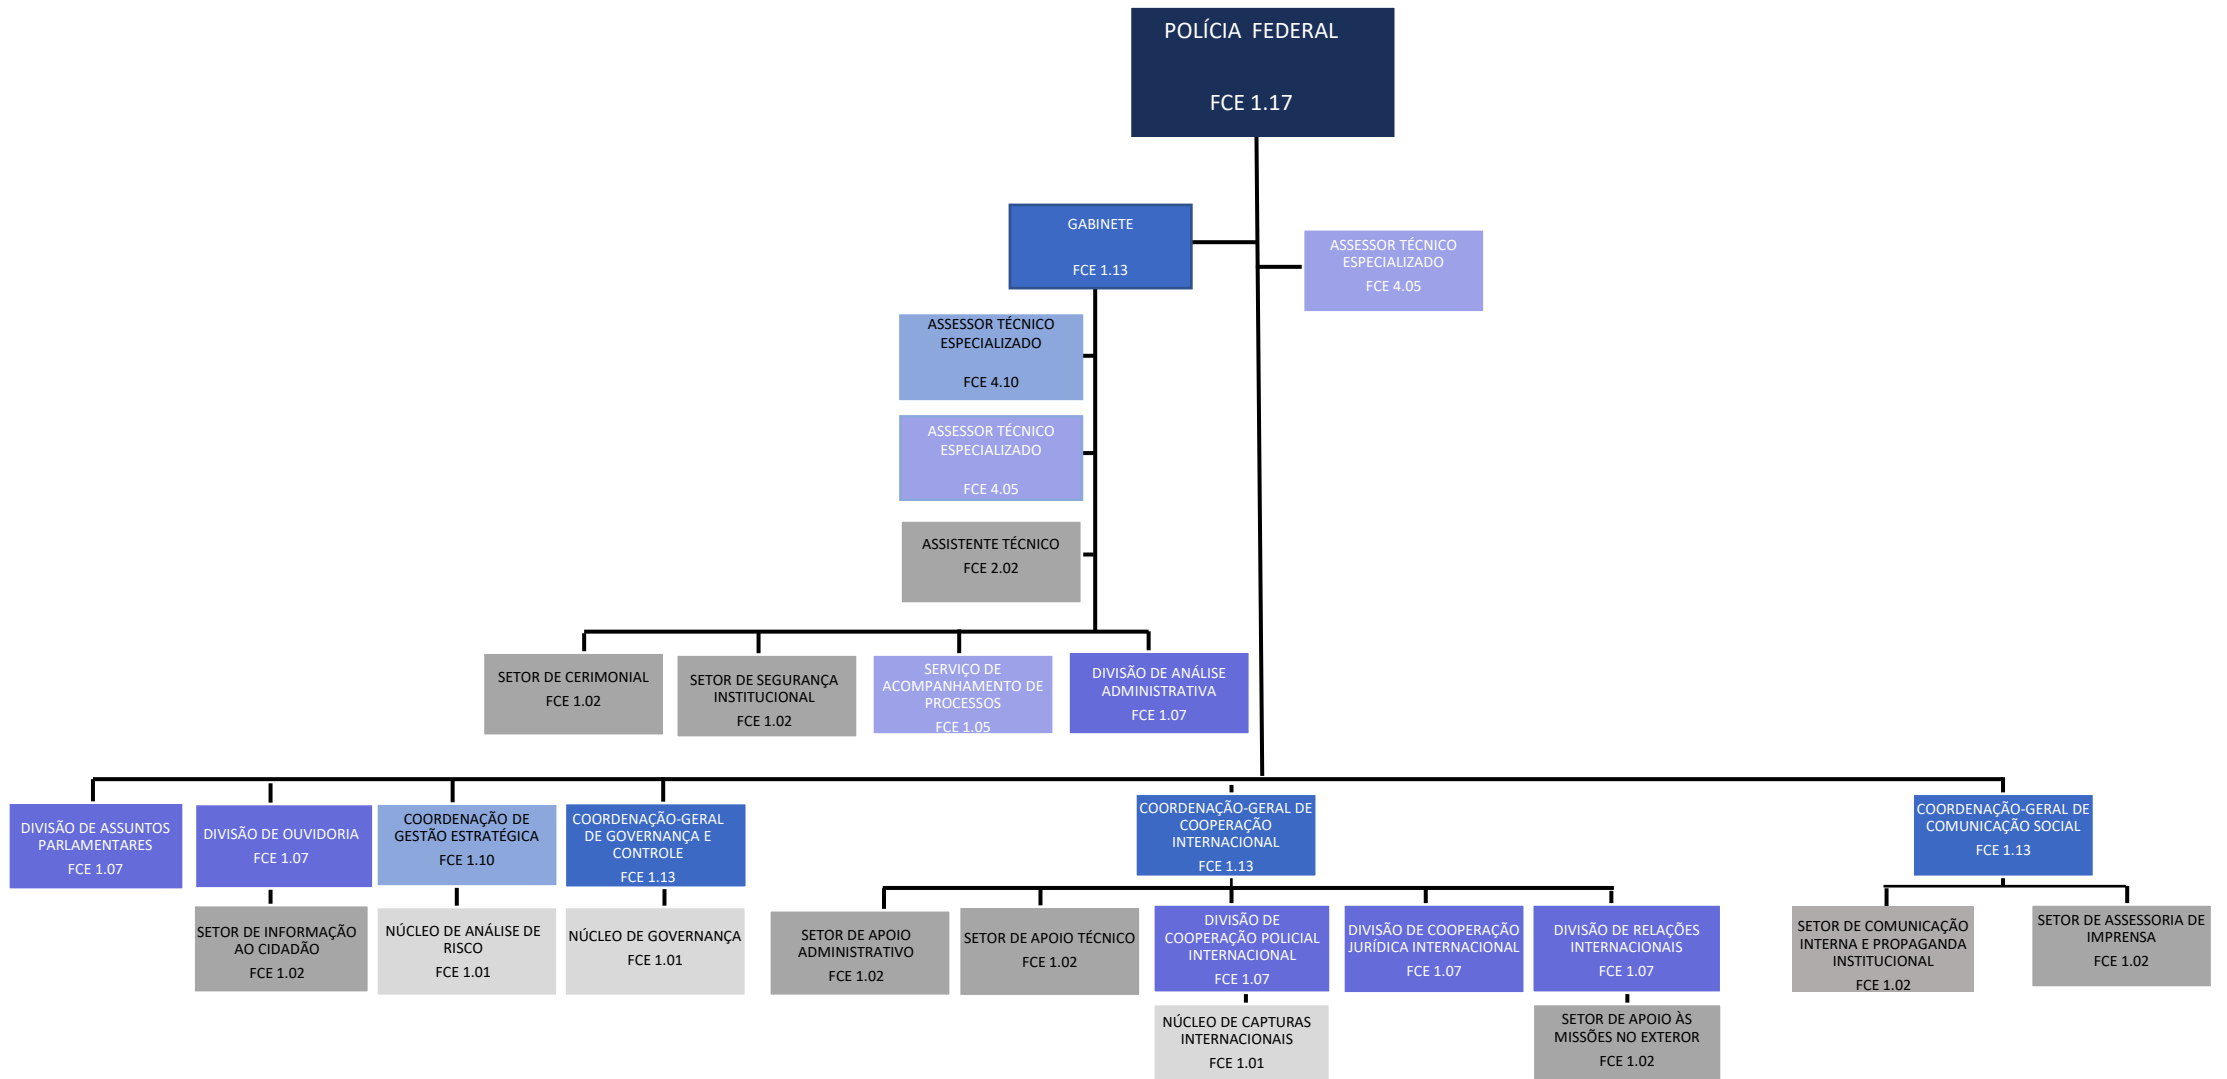 POLÍCIA FEDERAL
FCE 1.17
GABINETE
FCE 1.13
ASSESSOR TÉCNICO
ESPECIALIZADO
FCE 4.05
ASSESSOR TÉCNICO
ESPECIALIZADO
FCE 4.10
ASSESSOR TÉCNICO
ESPECIALIZADO
FCE 4.05
ASSISTENTE TÉCNICO
FCE 2.02
SETOR DE CERIMONIAL
FCE 1.02
SETOR DE SEGURANÇA
INSTITUCIONAL
FCE 1.02
SERVIÇO DE
ACOMPANHAMENTO DE
PROCESSOS
FCE 1.05
DIVISÃO DE ANÁLISE
ADMINISTRATIVA
FCE 1.07
DIVISÃO DE ASSUNTOS
PARLAMENTARES
FCE 1.07
DIVISÃO DE OUVIDORIA
FCE 1.07
COORDENAÇÃO DE
GESTÃO ESTRATÉGICA
FCE 1.10
COORDENAÇÃO-GERAL
DE GOVERNANÇA E
CONTROLE
FCE 1.13
COORDENAÇÃO-GERAL DE
COOPERAÇÃO
INTERNACIONAL
FCE 1.13
COORDENAÇÃO-GERAL DE
COMUNICAÇÃO SOCIAL
FCE 1.13
SETOR DE INFORMAÇÃO
AO CIDADÃO
FCE 1.02
NÚCLEO DE ANÁLISE DE
RISCO
FCE 1.01
NÚCLEO DE GOVERNANÇA
FCE 1.01
SETOR DE APOIO
ADMINISTRATIVO
FCE 1.02
SETOR DE APOIO TÉCNICO
FCE 1.02
DIVISÃO DE
COOPERAÇÃO POLICIAL
INTERNACIONAL
FCE 1.07
DIVISÃO DE COOPERAÇÃO
JURÍDICA INTERNACIONAL
FCE 1.07
DIVISÃO DE RELAÇÕES
INTERNACIONAIS
FCE 1.07
SETOR DE COMUNICAÇÃO
INTERNA E PROPAGANDA
INSTITUCIONAL
FCE 1.02
SETOR DE ASSESSORIA DE
IMPRENSA
FCE 1.02
NÚCLEO DE CAPTURAS
INTERNACIONAIS
FCE 1.01
SETOR DE APOIO ÀS
MISSÕES NO EXTEROR
FCE 1.02